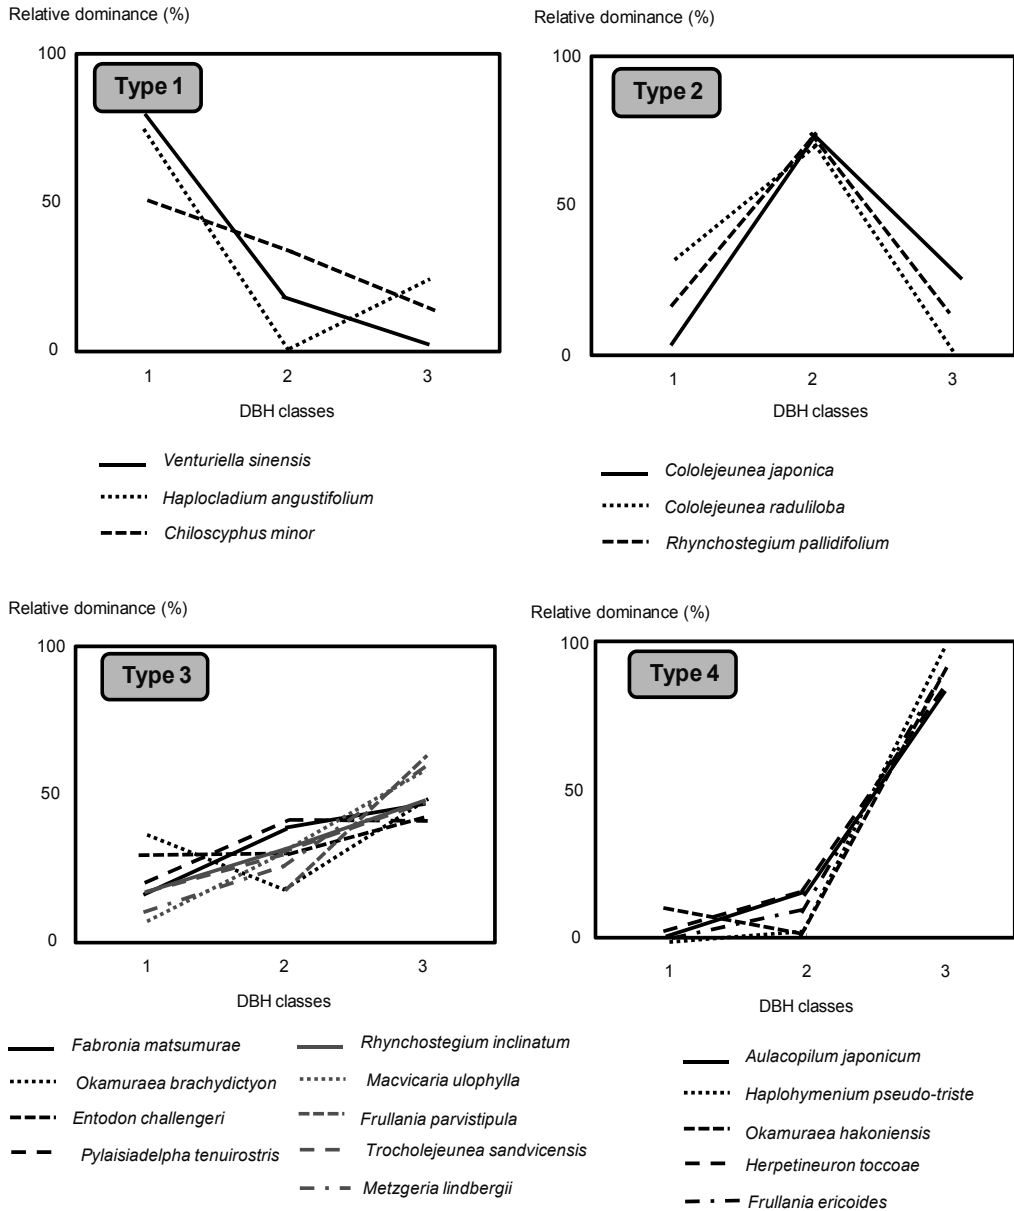 Relative dominance (%)
100
Type 1
50
0
1 2 3
DBH classes
Venturiella sinensis
Haplocladium angustifolium
Chiloscyphus minor
Relative dominance (%)
100
Type 2
50
0
1 2 3
DBH classes
Cololejeunea japonica
Cololejeunea raduliloba
Rhynchostegium pallidifolium
Relative dominance (%)
100
Type 3
50
0
1 2 3
DBH classes
Fabronia matsumurae
Okamuraea brachydictyon
Entodon challengeri
Pylaisiadelpha tenuirostris
Rhynchostegium inclinatum
Macvicaria ulophylla
Frullania parvistipula
Trocholejeunea sandvicensis
Metzgeria lindbergii
Relative dominance (%)
100
Type 4
50
0
1 2 3
DBH classes
Aulacopilum japonicum
Haplohymenium pseudo-triste
Okamuraea hakoniensis
Herpetineuron toccoae
Frullania ericoides